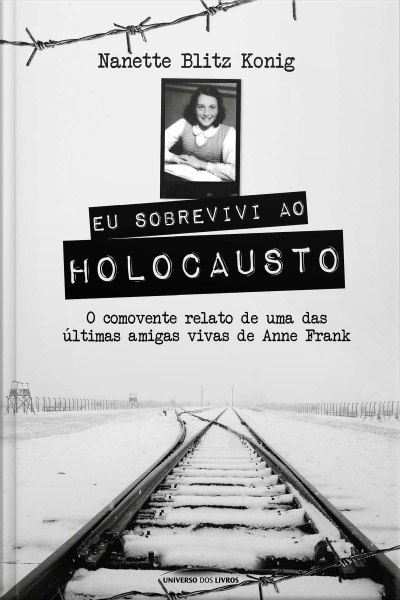 Nanette Blitz Konig
EU SOBREVIVI AO
HOLOCAUSTO
O comovente relato de uma das
últimas amigas vivas de Anne Frank
UNIVERSO DOS LIVROS